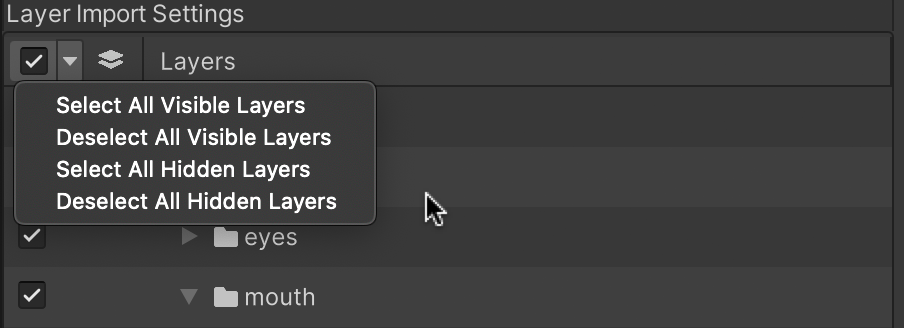 Layer Import Settings
Layers
Select All Visible Layers
Deselect All Visible Layers
Select All Hidden Layers
Deselect All Hidden Layers
eyes
mouth